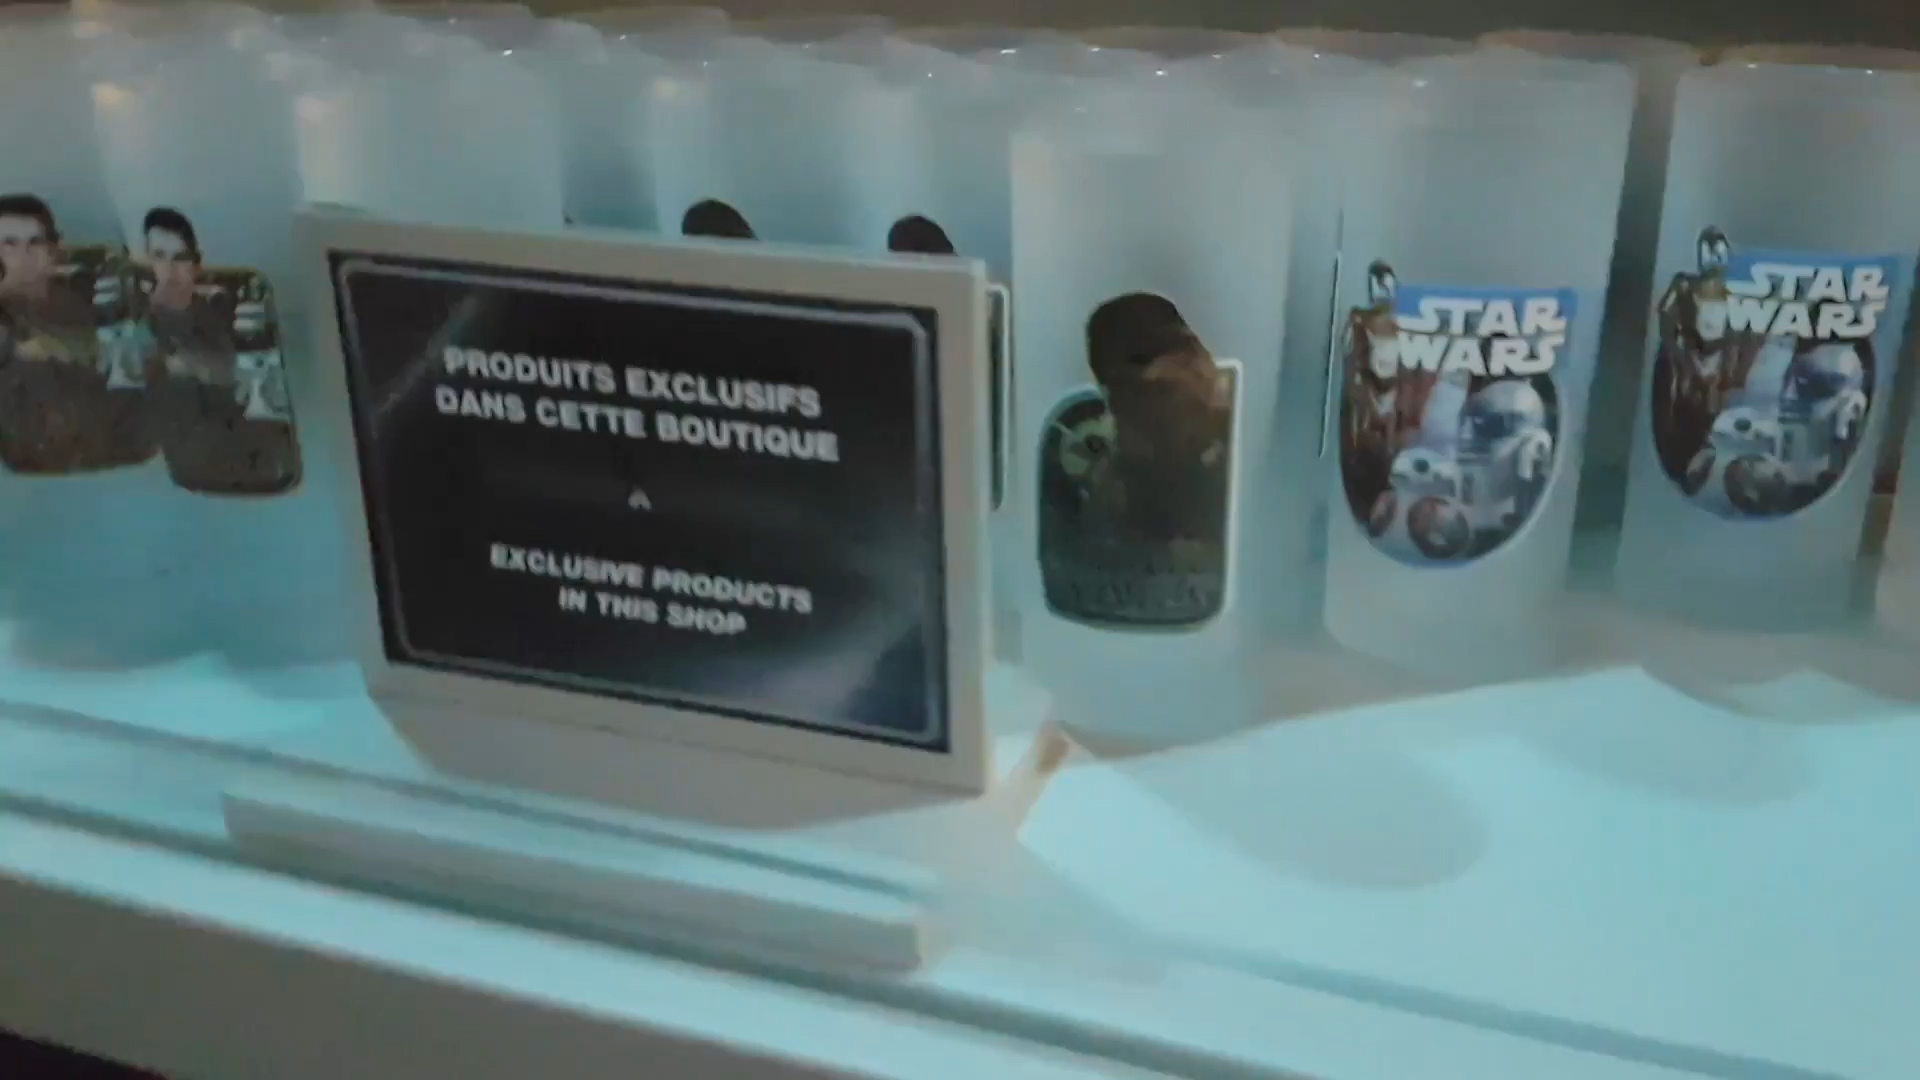 PRODUITS EXCLUSIFS
DANS CETTE BOUTIQUE
EXCLUSIVE PRODUCTS
IN THIS SHOP
STAR
WARS
STAR
WARS